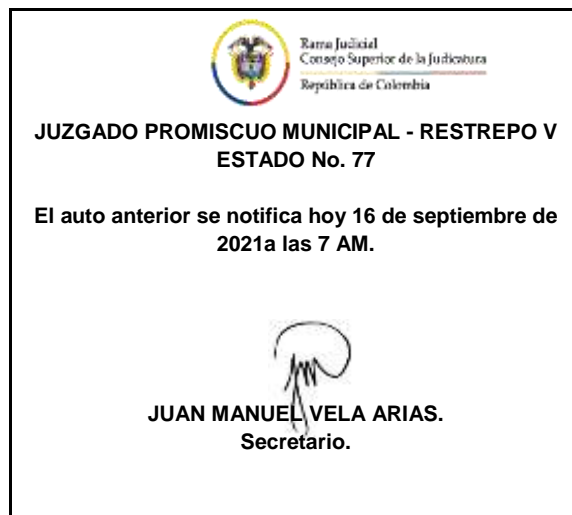 Rama Judicial
Consejo Superior de la Judicatura
República de Colombia
JUZGADO PROMISCUO MUNICIPAL - RESTREPO V
ESTADO No. 77
El auto anterior se notifica hoy 16 de septiembre de
2021a las 7 AM.
JUAN MANUEL VELA ARIAS.
Secretario.